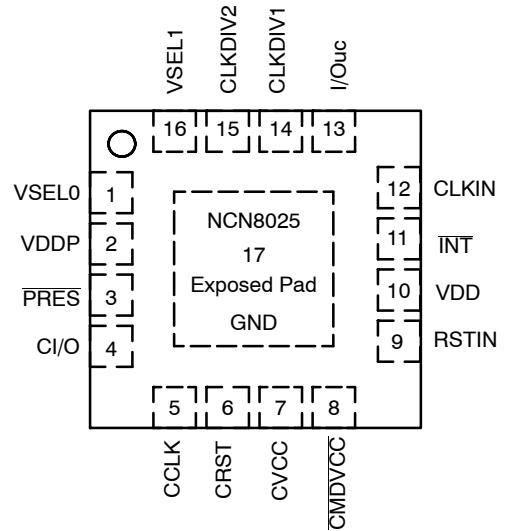 VSEL1
CLKDIV2
CLKDIV1
I/Ouc
16
15
14
13
VSEL0
1
VDDP
2
PRES
3
CI/O
4
NCN8025
17
Exposed Pad
GND
12
CLKIN
11
INT
10
VDD
9
RSTIN
5
6
7
8
CCLK
CRST
CVCC
CMDVCC